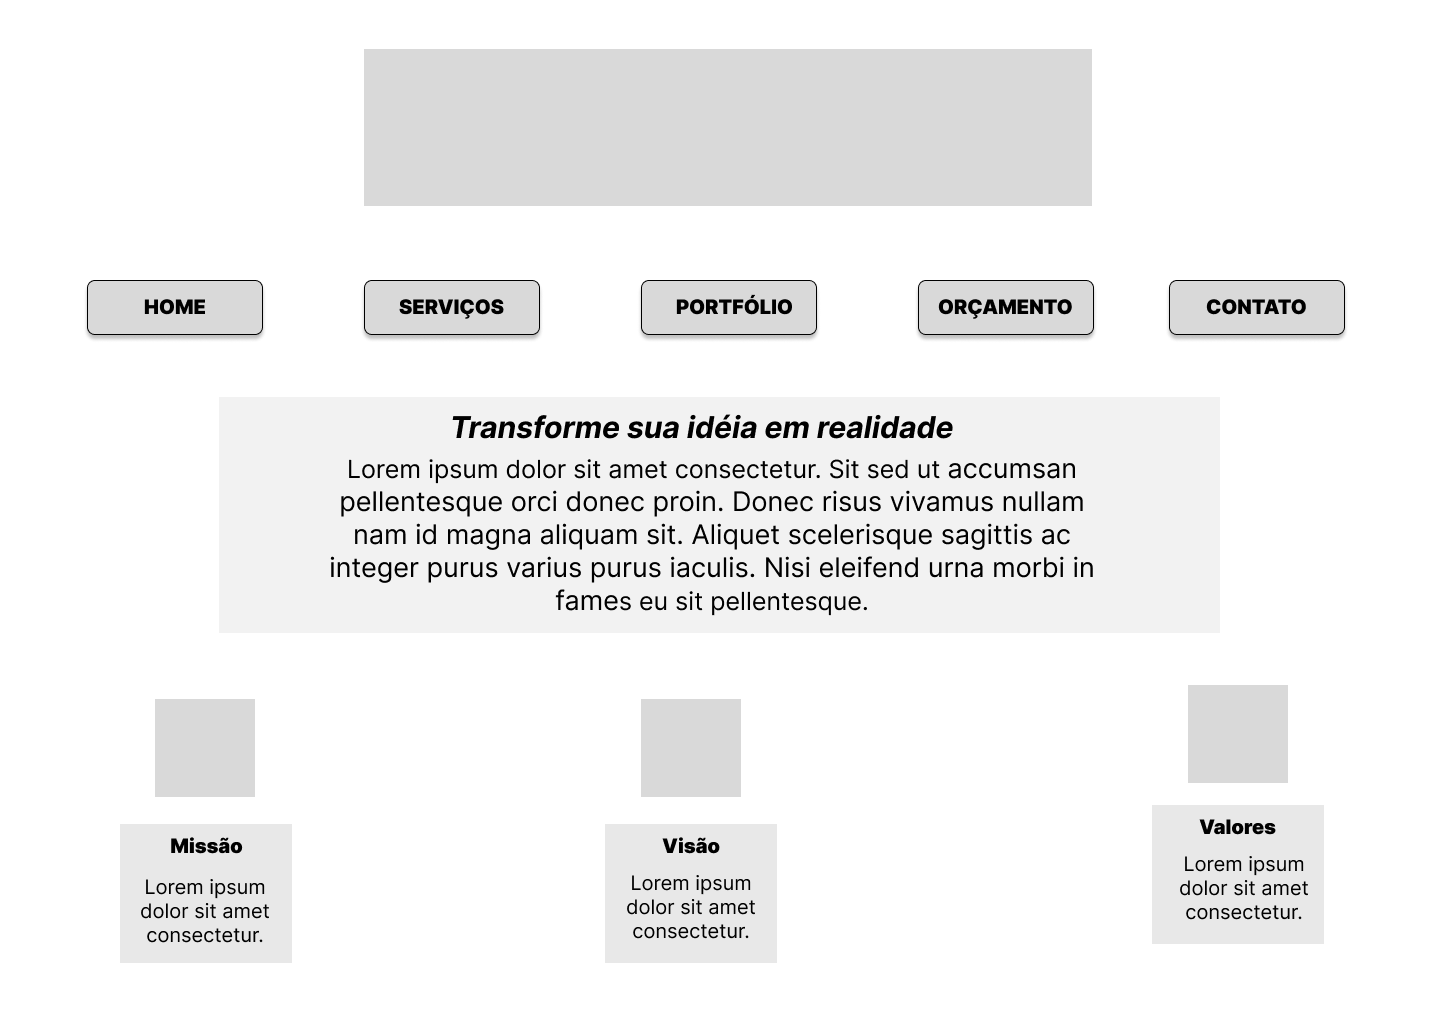 HOME
SERVIÇOS
PORTFÓLIO
ORÇAMENTO
CONTATO
Transforme sua idéia em realidade
Lorem ipsum dolor sit amet consectetur. Sit sed ut accumsan
pellentesque orci donec proin. Donec risus vivamus nullam
nam id magna aliquam sit. Aliquet scelerisque sagittis ac
integer purus varius purus iaculis. Nisi eleifend urna morbi in
fames eu sit pellentesque.
Missão
Lorem ipsum
dolor sit amet
consectetur.
Visão
Lorem ipsum
dolor sit amet
consectetur.
Valores
Lorem ipsum
dolor sit amet
consectetur.